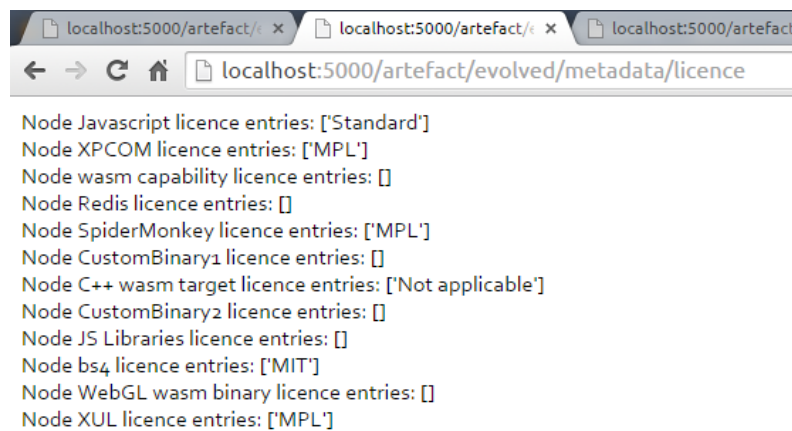 localhost:5000/artefact/e
localhost:5000/artefact/e
localhost:5000/artefact
localhost:5000/artefact/evolved/metadata/licence
Node Javascript licence entries: ['Standard']
Node XPCOM licence entries: ['MPL']
Node wasm capability licence entries: []
Node Redis licence entries: []
Node SpiderMonkey licence entries: ['MPL']
Node CustomBinary1 licence entries: []
Node C++ wasm target licence entries: ['Not applicable']
Node CustomBinary2 licence entries: []
Node JS Libraries licence entries: []
Node bs4 licence entries: ['MIT']
Node WebGL wasm binary licence entries: []
Node XUL licence entries: ['MPL']